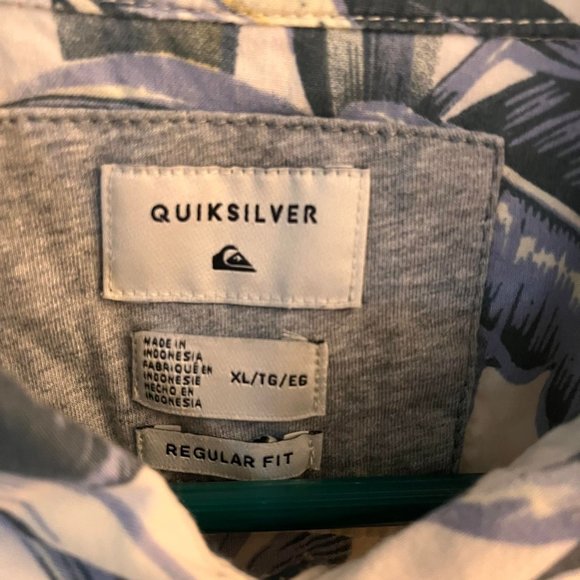 QUIKSILVER
MADE IN
INDONESIA
FABRIQUÉ EN
INDONESIE
HECHO EN
INDONESIA
XL/TG/EG
REGULAR FIT